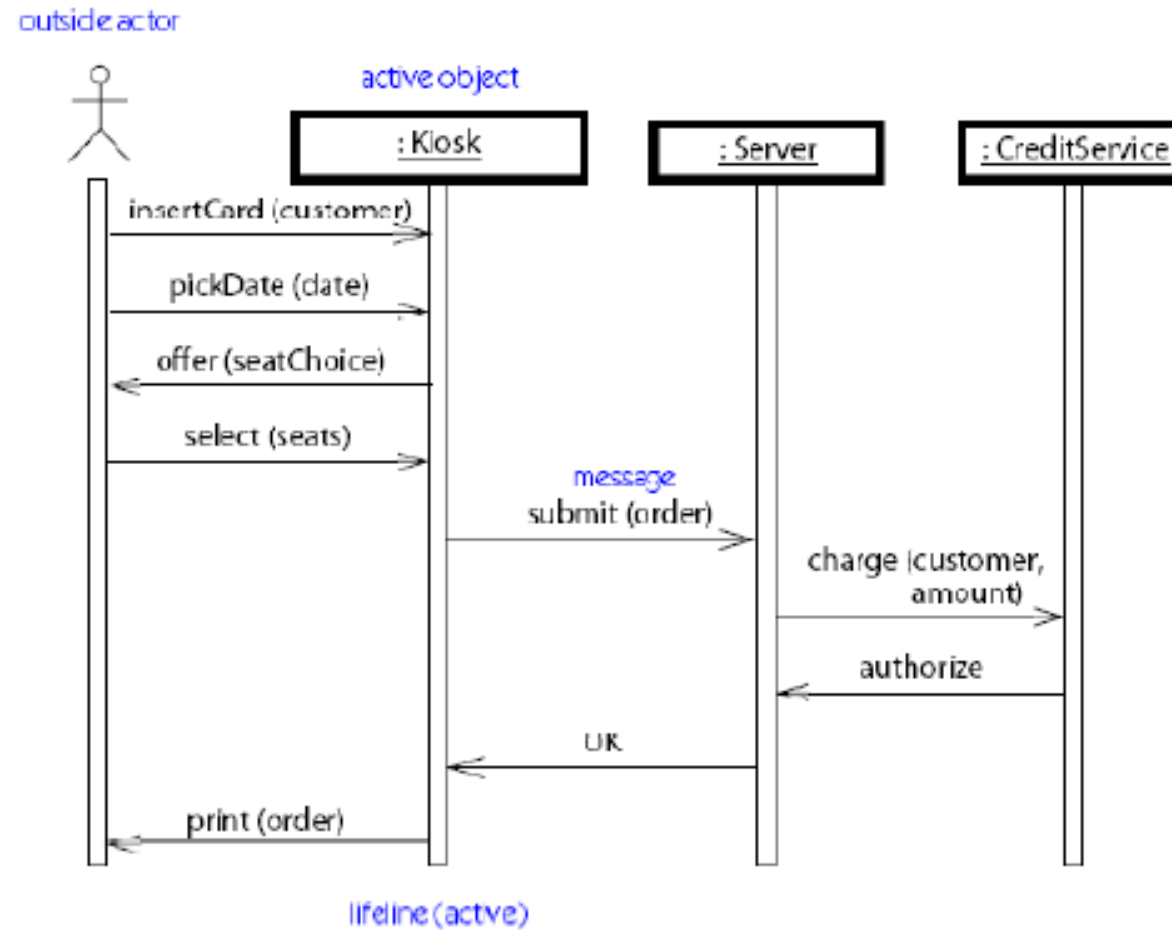 outside actor
active object
: Kiosk
: Server
: CreditService
insertCard (customer)
pickDate (date)
offer (seatChoice)
select (seats)
message
submit (order)
charge (customer,
amount)
authorize
OK
print (order)
lifeline (active)